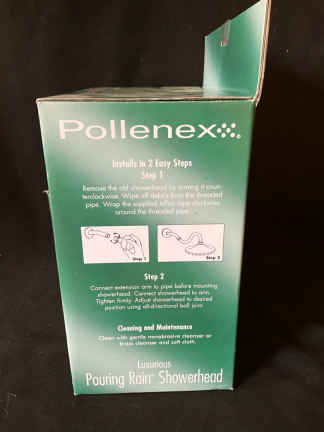 Pollenex®
Installs in 2 Easy Steps
Step 1
Remove the old showerhead by turning it coun-
terclockwise. Wipe off debris from the threaded
pipe. Wrap the supplied teflon tape clockwise
around the threaded pipe.
Step 1
Step 2
Step 2
Connect extension arm to pipe before mounting
showerhead. Connect showerhead to arm.
Tighten firmly. Adjust showerhead to desired
position using all-directional ball joint.
Cleaning and Maintenance
Clean with gentle nonabrasive cleanser or
brass cleanser and soft cloth.
Luxurious
Pouring Rain® Showerhead